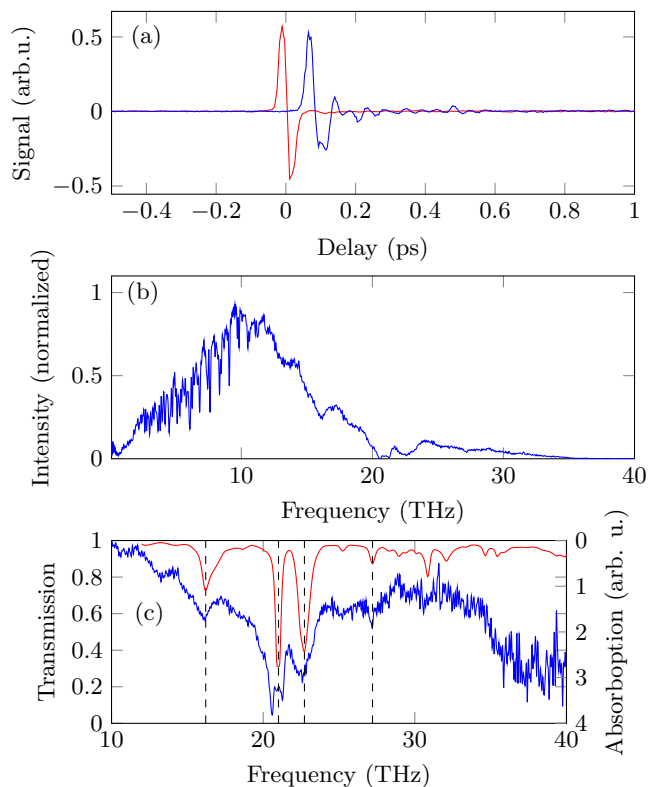 (a)
Signal (arb.u.)
0.5
0
−0.5
−0.4 −0.2 0 0.2 0.4 0.6 0.8 1
Delay (ps)
(b)
Intensity (normalized)
1
0.5
0
10 20 30 40
Frequency (THz)
(c)
Transmission
1
0.8
0.6
0.4
0.2
0
0
1
2
3
4
Absorboption (arb. u.)
10 20 30 40
Frequency (THz)